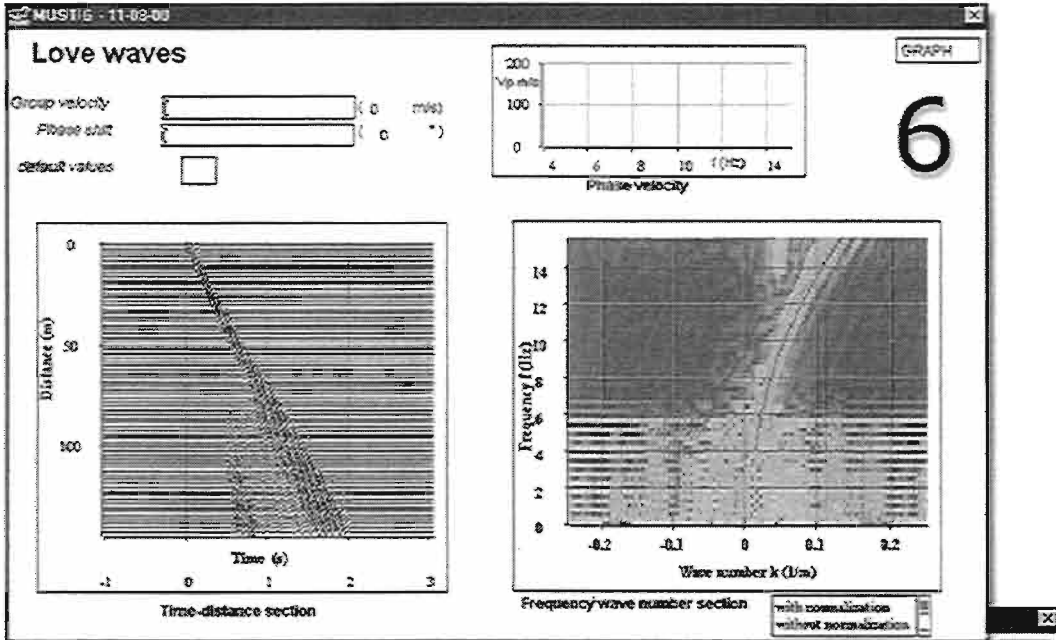 MUSTIG - 11-03-00
Love waves
GRAPH
Group velocity
( 0 m/s)
Phase shift
( 0 °)
default values
6
200
Vp m/s
100
0
4 6 8 10 f (Hz) 14
Phase velocity
Distance (m)
0
50
100
Time (s)
-1 0 1 2 3
Time-distance section
Frequency f (Hz)
14
12
10
8
6
4
2
0
-0.2 -0.1 0 0.1 0.2
Wave number k (1/m)
Frequency wave number section
with normalization
without normalization